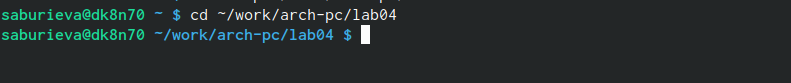 saburieva@dk8n70 ~ $ cd ~/work/arch-pc/lab04
saburieva@dk8n70 ~/work/arch-pc/lab04 $